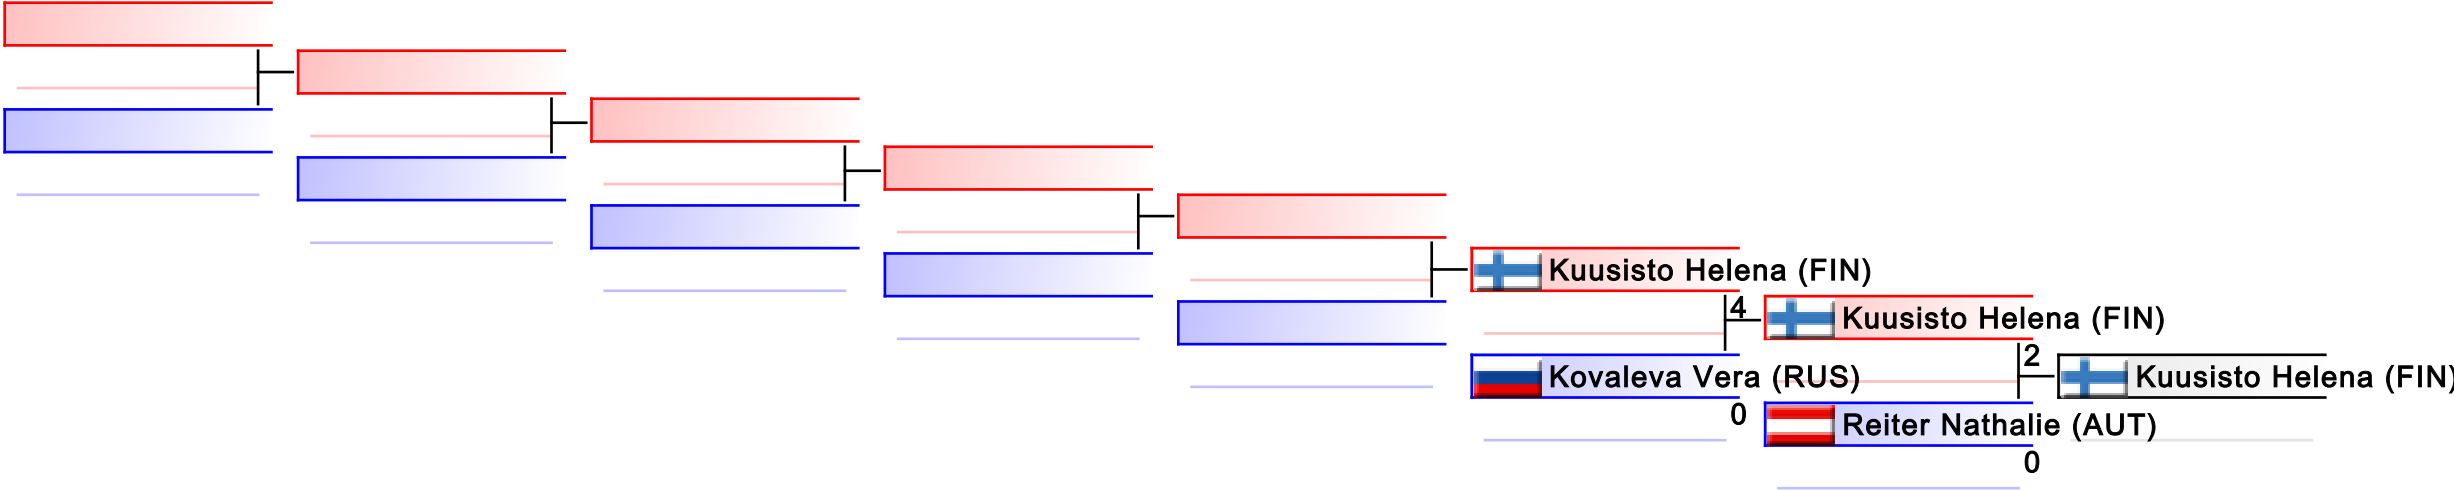 Kuusisto Helena (FIN)
4
Kuusisto Helena (FIN)
2
Kovaleva Vera (RUS)
Kuusisto Helena (FIN)
0
Reiter Nathalie (AUT)
0